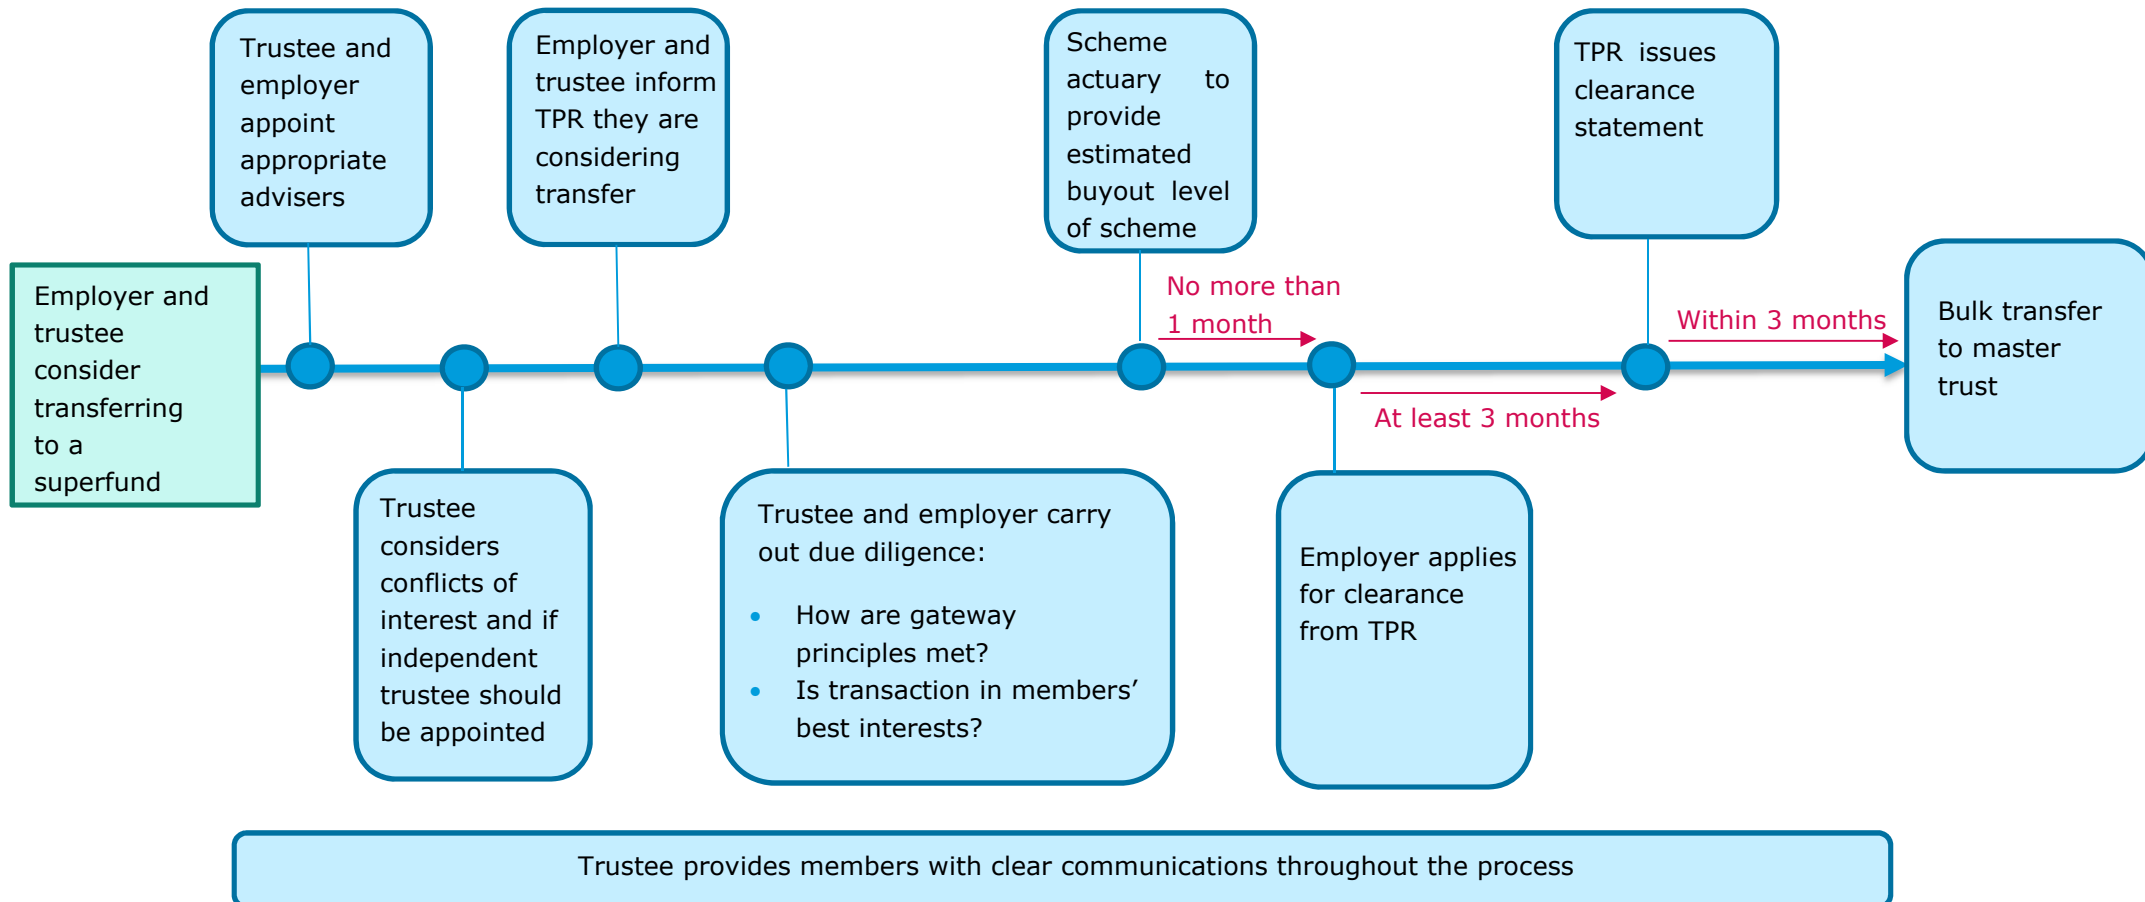 Employer and
trustee
consider
transferring
to a
superfund
Trustee and
employer
appoint
appropriate
advisers
Trustee
considers
conflicts of
interest and if
independent
trustee should
be appointed
Employer and
trustee inform
TPR they are
considering
transfer
Trustee and employer carry
out due diligence:
• How are gateway
principles met?
• Is transaction in members’
best interests?
Scheme
actuary to
provide
estimated
buyout level
of scheme
No more than
1 month
Employer applies
for clearance
from TPR
At least 3 months
TPR issues
clearance
statement
Within 3 months
Bulk transfer
to master
trust
Trustee provides members with clear communications throughout the process